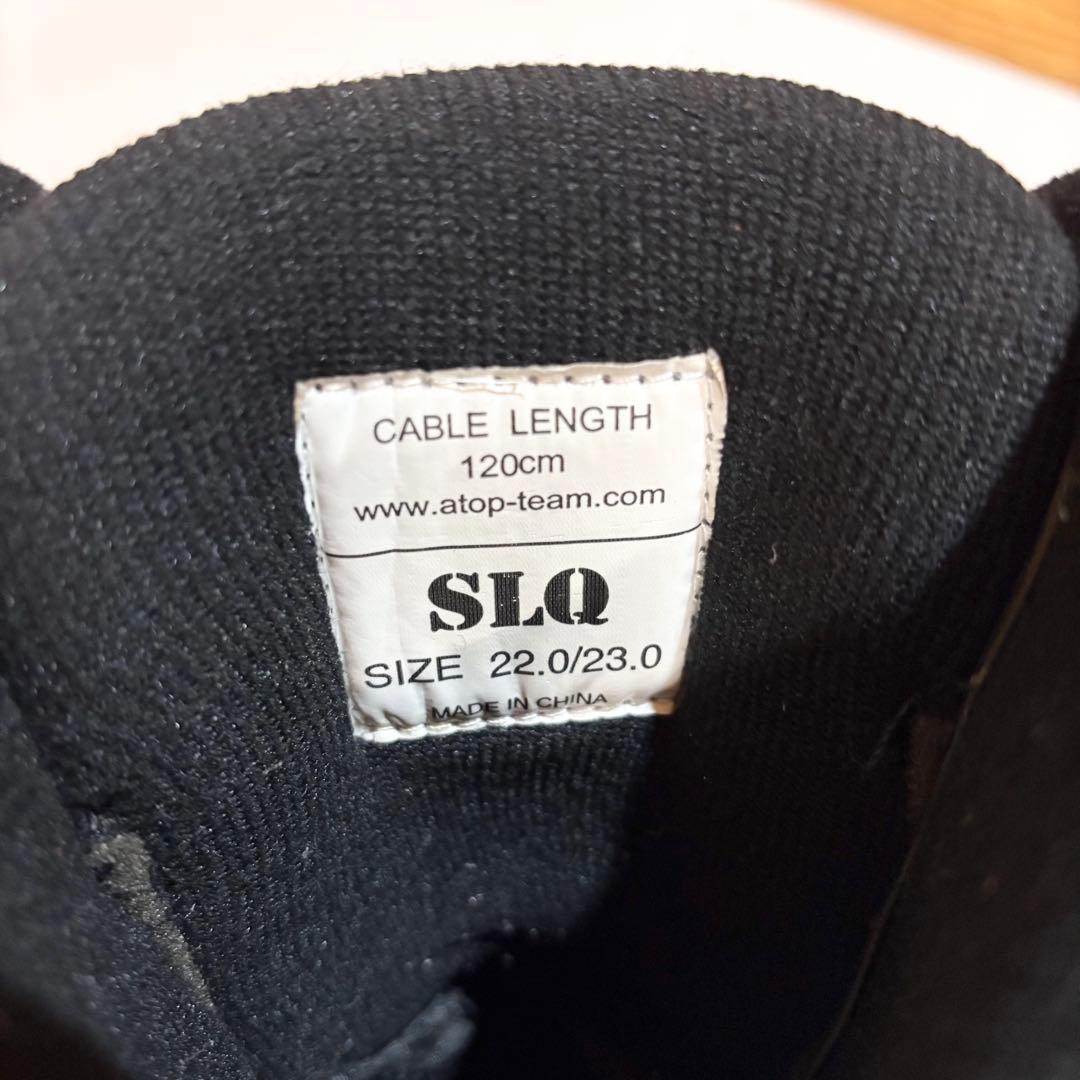 CABLE LENGTH
120cm
www.atop-team.com
SLQ
SIZE 22.0/23.0
MADE IN CHINA